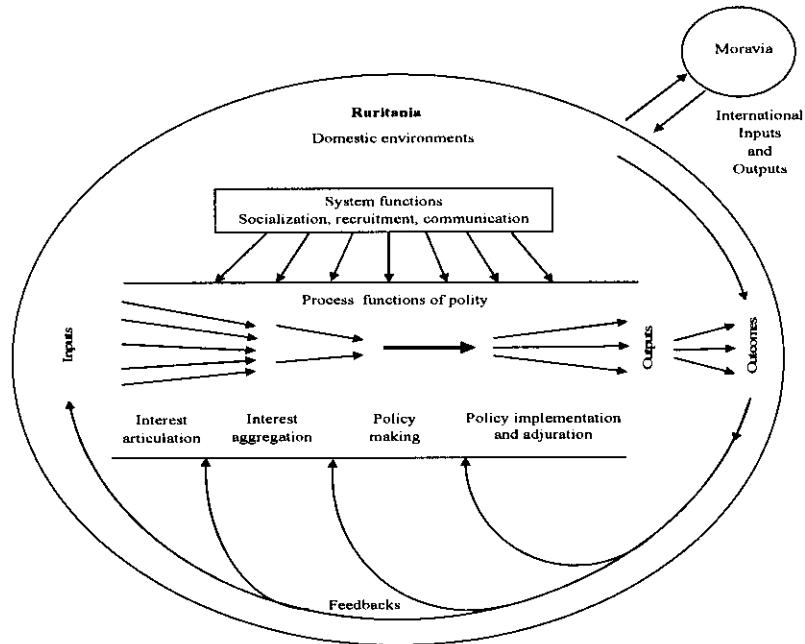 Moravia
International
Inputs
and
Outputs
Ruritania
Domestic environments
System functions
Socialization, recruitment, communication
Process functions of polity
Inputs
Outputs
Outcomes
Interest
articulation
Interest
aggregation
Policy
making
Policy implementation
and adjuration
Feedbacks